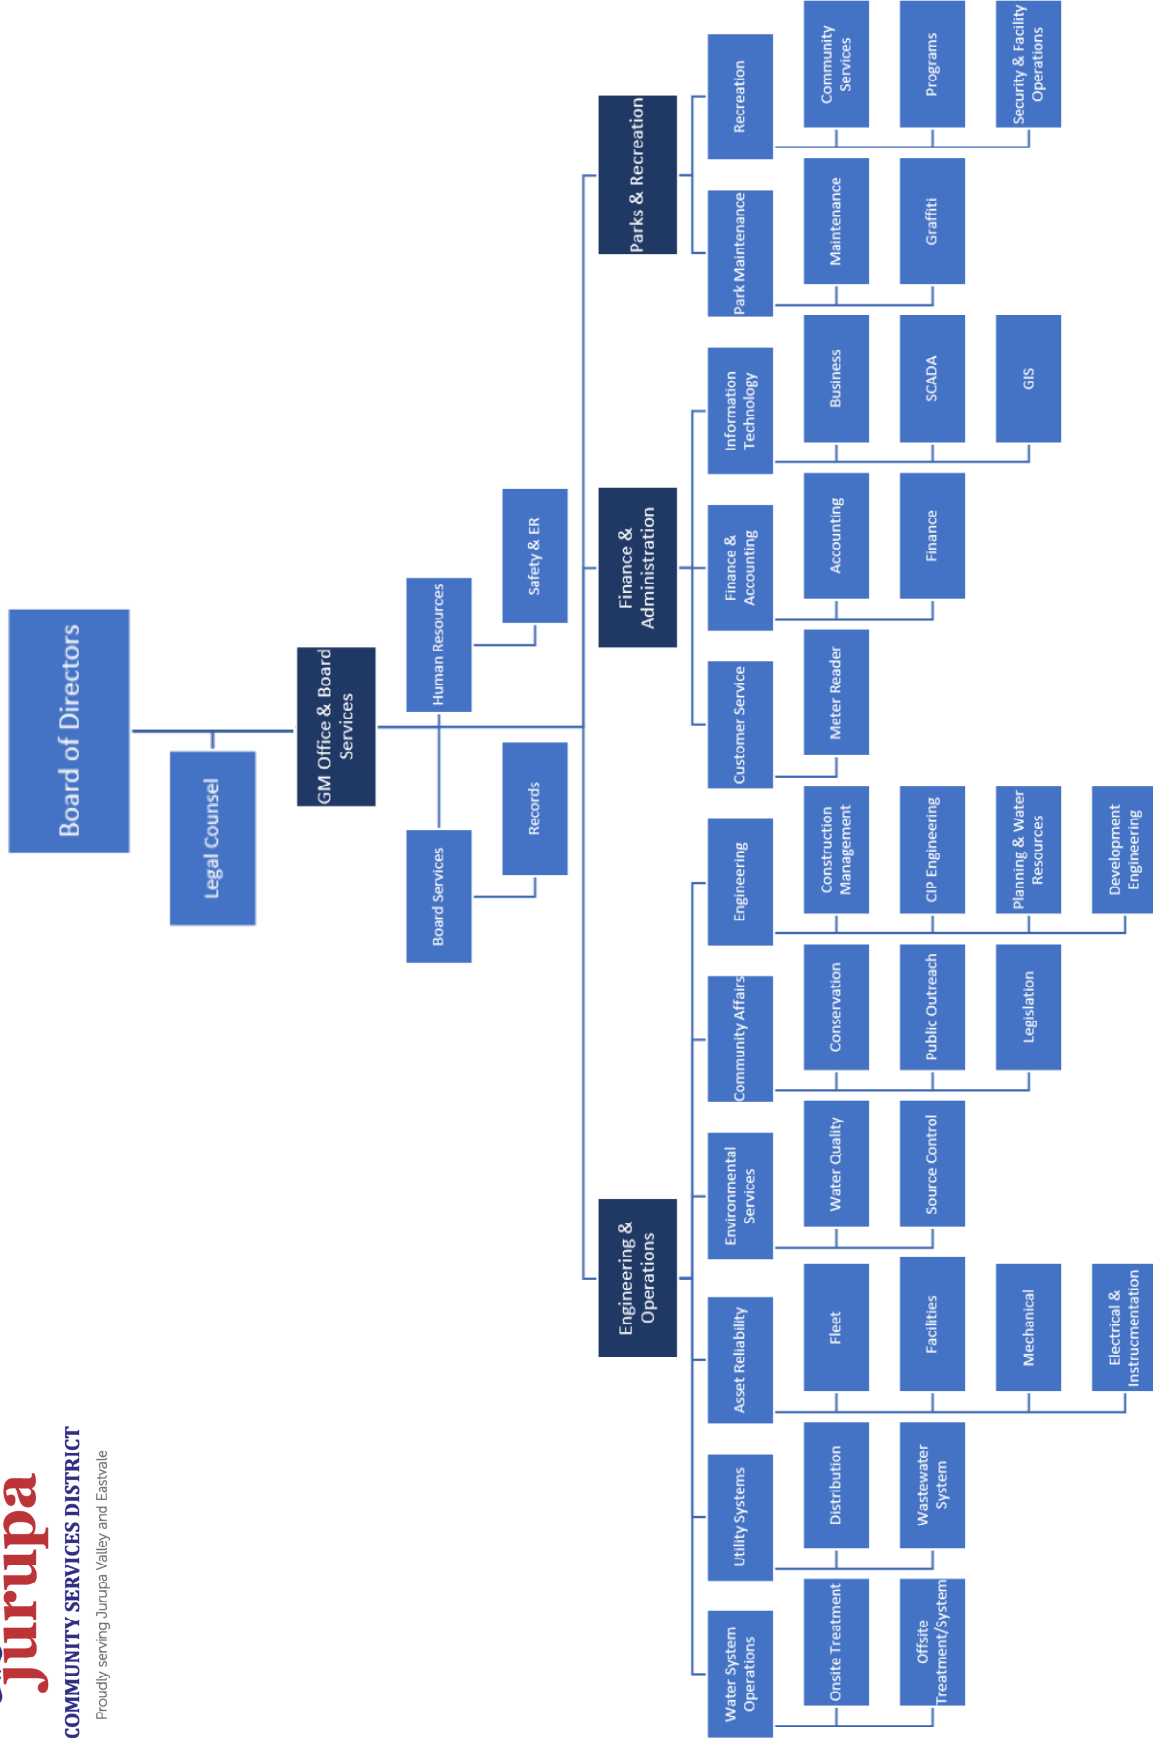 jurupa
COMMUNITY SERVICES DISTRICT
Proudly serving Jurupa Valley and Eastvale
Board of Directors
Legal Counsel
GM Office & Board
Services
Board Services
Human Resources
Records
Safety & ER
Engineering &
Operations
Finance &
Administration
Parks & Recreation
Water System
Operations
Utility Systems
Asset Reliability
Environmental
Services
Community Affairs
Engineering
Customer Service
Finance &
Accounting
Information
Technology
Park Maintenance
Recreation
Onsite Treatment
Distribution
Fleet
Water Quality
Conservation
Construction
Management
Meter Reader
Accounting
Business
Maintenance
Community
Services
Offsite
Treatment/System
Wastewater
System
Facilities
Source Control
Public Outreach
CIP Engineering
Finance
SCADA
Graffiti
Programs
Mechanical
Legislation
Planning & Water
Resources
GIS
Security & Facility
Operations
Electrical &
Instrucmentation
Development
Engineering